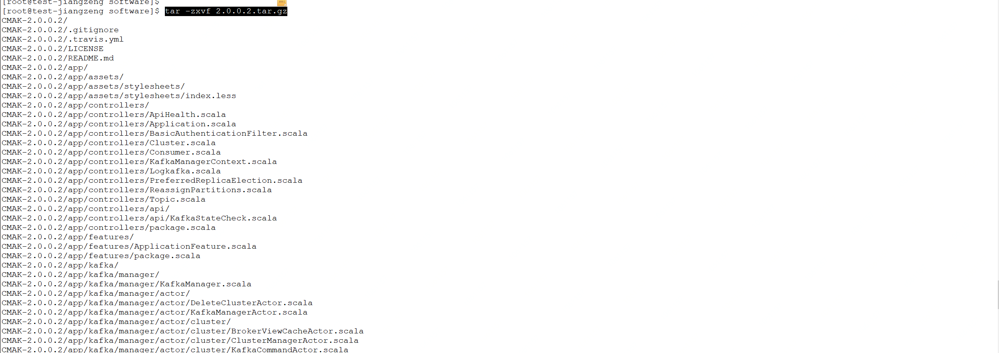 [root@test-jiangzeng software]$
[root@test-jiangzeng software]$ tar -zxvf 2.0.0.2.tar.gz
CMAK-2.0.0.2/
CMAK-2.0.0.2/.gitignore
CMAK-2.0.0.2/.travis.yml
CMAK-2.0.0.2/LICENSE
CMAK-2.0.0.2/README.md
CMAK-2.0.0.2/app/
CMAK-2.0.0.2/app/assets/
CMAK-2.0.0.2/app/assets/stylesheets/
CMAK-2.0.0.2/app/assets/stylesheets/index.less
CMAK-2.0.0.2/app/controllers/
CMAK-2.0.0.2/app/controllers/ApiHealth.scala
CMAK-2.0.0.2/app/controllers/Application.scala
CMAK-2.0.0.2/app/controllers/BasicAuthenticationFilter.scala
CMAK-2.0.0.2/app/controllers/Cluster.scala
CMAK-2.0.0.2/app/controllers/Consumer.scala
CMAK-2.0.0.2/app/controllers/KafkaManagerContext.scala
CMAK-2.0.0.2/app/controllers/Logkafka.scala
CMAK-2.0.0.2/app/controllers/PreferredReplicaElection.scala
CMAK-2.0.0.2/app/controllers/ReassignPartitions.scala
CMAK-2.0.0.2/app/controllers/Topic.scala
CMAK-2.0.0.2/app/controllers/api/
CMAK-2.0.0.2/app/controllers/api/KafkaStateCheck.scala
CMAK-2.0.0.2/app/controllers/package.scala
CMAK-2.0.0.2/app/features/
CMAK-2.0.0.2/app/features/ApplicationFeature.scala
CMAK-2.0.0.2/app/features/package.scala
CMAK-2.0.0.2/app/kafka/
CMAK-2.0.0.2/app/kafka/manager/
CMAK-2.0.0.2/app/kafka/manager/KafkaManager.scala
CMAK-2.0.0.2/app/kafka/manager/actor/
CMAK-2.0.0.2/app/kafka/manager/actor/DeleteClusterActor.scala
CMAK-2.0.0.2/app/kafka/manager/actor/KafkaManagerActor.scala
CMAK-2.0.0.2/app/kafka/manager/actor/cluster/
CMAK-2.0.0.2/app/kafka/manager/actor/cluster/BrokerViewCacheActor.scala
CMAK-2.0.0.2/app/kafka/manager/actor/cluster/ClusterManagerActor.scala
CMAK-2.0.0.2/app/kafka/manager/actor/cluster/KafkaCommandActor.scala